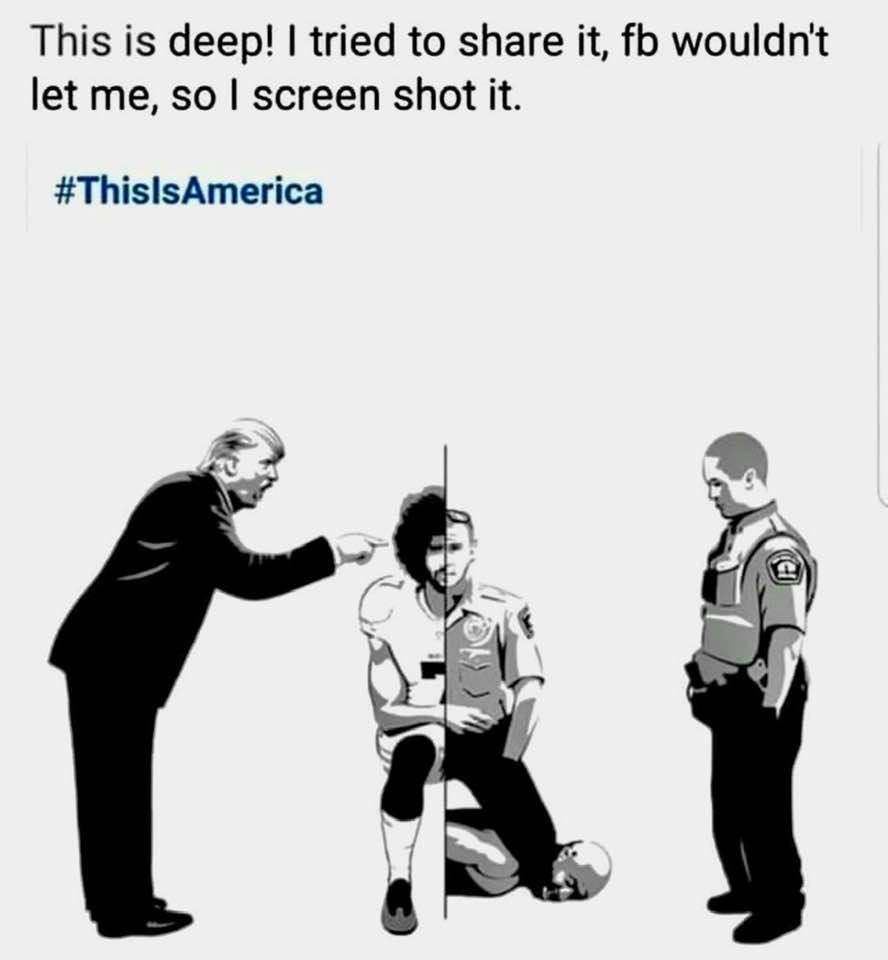 This is deep! I tried to share it, fb wouldn't
let me, so I screen shot it.
#ThisIsAmerica